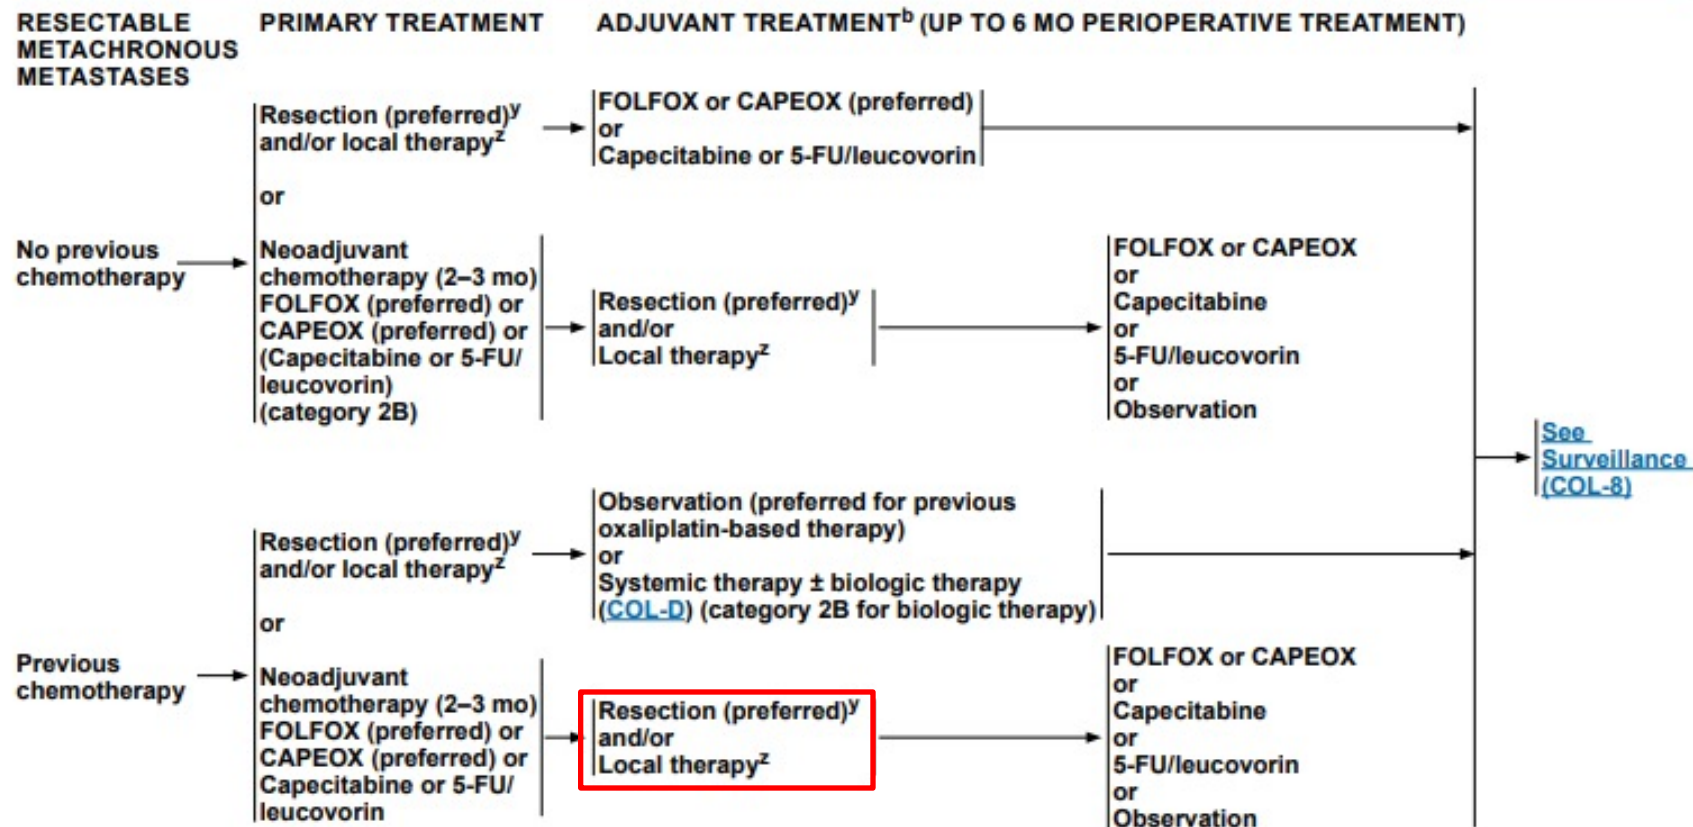 RESECTABLE
METACHRONOUS
METASTASES
PRIMARY TREATMENT
ADJUVANT TREATMENTᵇ (UP TO 6 MO PERIOPERATIVE TREATMENT)
No previous
chemotherapy
Resection (preferred)ʸ
and/or local therapyᶻ
or
Neoadjuvant
chemotherapy (2–3 mo)
FOLFOX (preferred) or
CAPEOX (preferred) or
(Capecitabine or 5-FU/
leucovorin)
(category 2B)
FOLFOX or CAPEOX (preferred)
or
Capecitabine or 5-FU/leucovorin
Resection (preferred)ʸ
and/or
Local therapyᶻ
FOLFOX or CAPEOX
or
Capecitabine
or
5-FU/leucovorin
or
Observation
Previous
chemotherapy
Resection (preferred)ʸ
and/or local therapyᶻ
or
Neoadjuvant
chemotherapy (2–3 mo)
FOLFOX (preferred) or
CAPEOX (preferred) or
Capecitabine or 5-FU/
leucovorin
Observation (preferred for previous
oxaliplatin-based therapy)
or
Systemic therapy ± biologic therapy
(COL-D) (category 2B for biologic therapy)
Resection (preferred)ʸ
and/or
Local therapyᶻ
FOLFOX or CAPEOX
or
Capecitabine
or
5-FU/leucovorin
or
Observation
See
Surveillance
(COL-8)